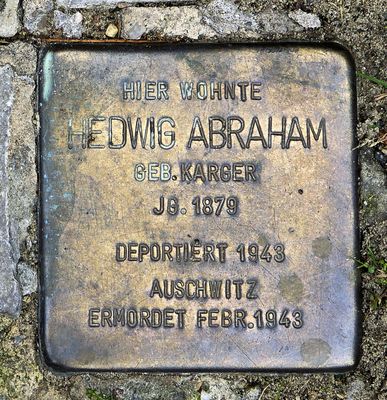 HIER WOHNTE
HEDWIG ABRAHAM
GEB. KARGER
JG. 1879
DEPORTIERT 1943
AUSCHWITZ
ERMORDET FEBR. 1943